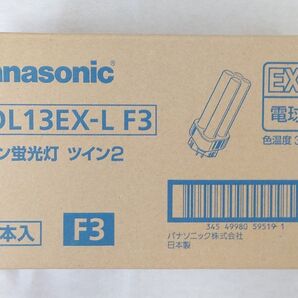 anasonic
DL13EX-L F3
ン蛍光灯 ツイン2
EX
電球
色温度3
本入
F3
345 49980 59519 1
パナソニック株式会社
日本製